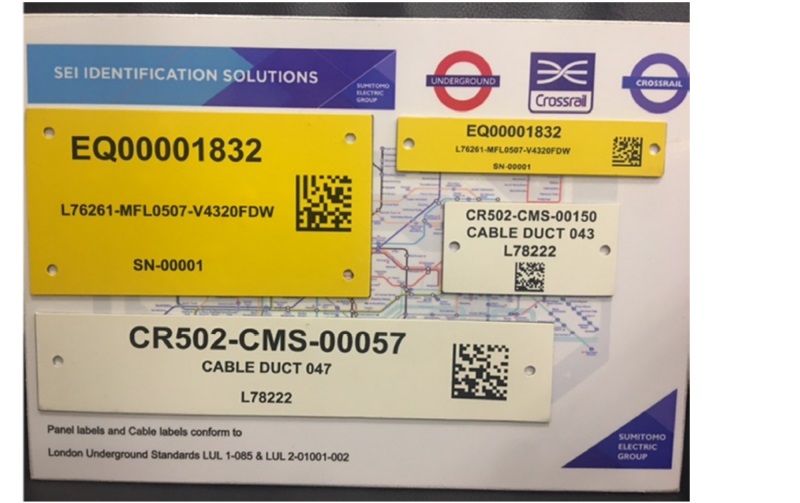 SEI IDENTIFICATION SOLUTIONS
SUMITOMO
ELECTRIC
GROUP
UNDERGROUND
Crossrail
CROSSRAIL
EQ00001832
L76261-MFL0507-V4320FDW
SN-00001
EQ00001832
L76261-MFL0507-V4320FDW
SN-00001
CR502-CMS-00150
CABLE DUCT 043
L78222
CR502-CMS-00057
CABLE DUCT 047
L78222
Panel labels and Cable labels conform to
London Underground Standards LUL 1-085 & LUL 2-01001-002
SUMITOMO
ELECTRIC
GROUP